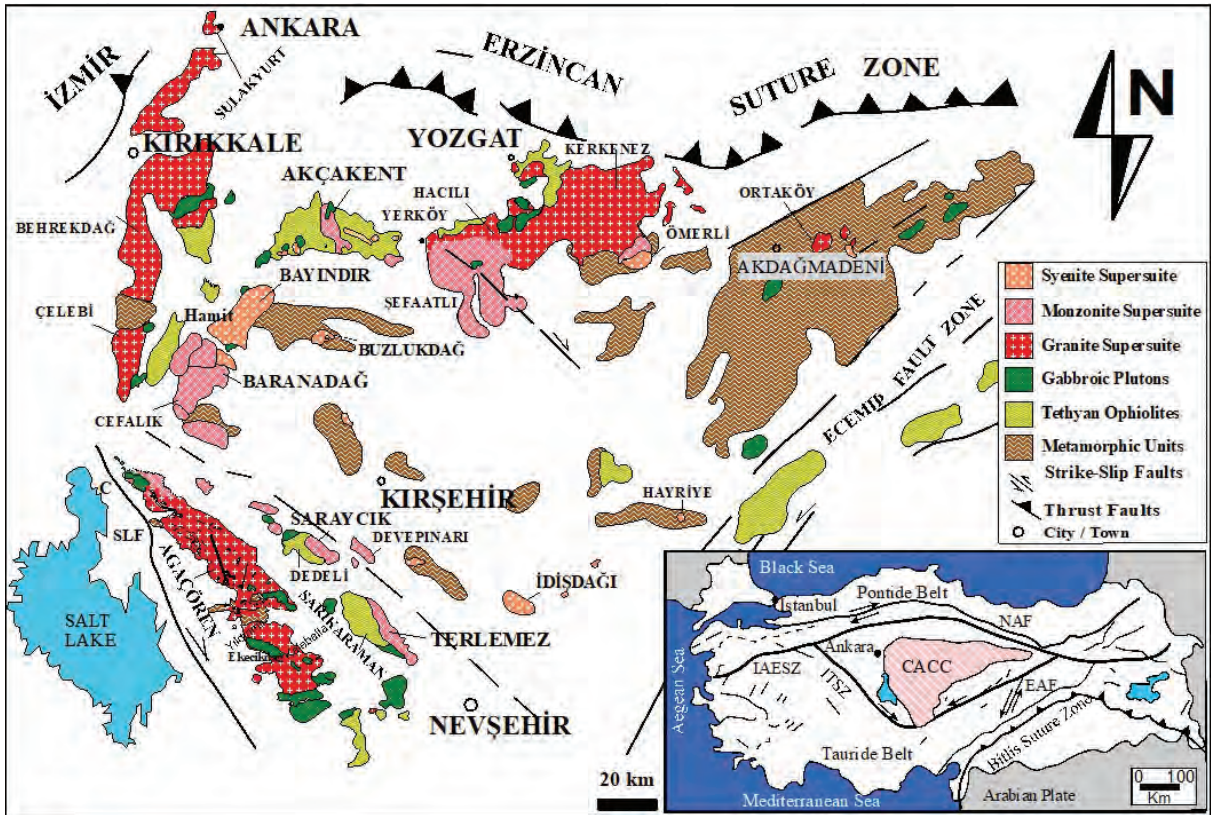 ANKARA
SULAKYURT
İZMİR
ERZİNCAN
SUTURE ZONE
N
KIRIKKALE
YOZGAT
KERKENEZ
AKÇAKENT
HACILI
YERKÖY
ORTAKÖY
BEHREKDAĞ
ÖMERLİ
AKDAĞMADENİ
BAYINDIR
ŞEFAATLI
ÇELEBİ
Hamit
BUZLUKDAĞ
BARANADAĞ
CEFALIK
ECEMIŞ FAULT ZONE
Syenite Supersuite
Monzonite Supersuite
Granite Supersuite
Gabbroic Plutons
Tethyan Ophiolites
Metamorphic Units
Strike-Slip Faults
Thrust Faults
City / Town
C
KIRŞEHİR
HAYRİYE
SLF
SARAYCIK
DEVEPINARI
AGAÇÖREN
DEDELİ
İDİŞDAĞI
SALT
LAKE
SARIKARAMAN
TERLEMEZ
NEVŞEHİR
20 km
Black Sea
Istanbul
Pontide Belt
NAF
Ankara
CACC
IAESZ
ITSZ
EAF
Aegean Sea
Bitlis Suture Zone
Tauride Belt
Mediterranean Sea
Arabian Plate
0 100
Km